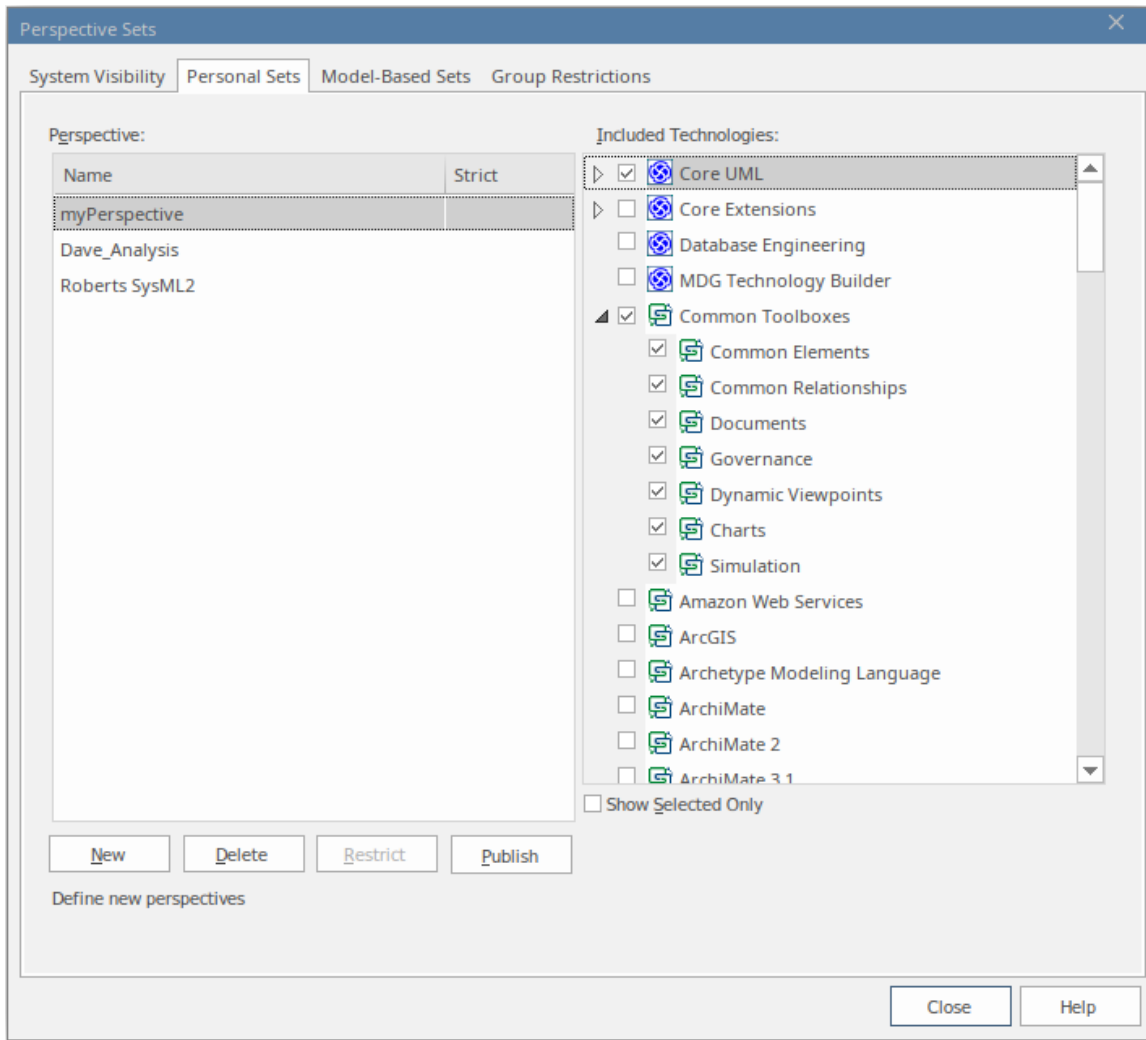 Perspective Sets
System Visibility Personal Sets Model-Based Sets Group Restrictions
Perspective:
Name Strict
myPerspective
Dave_Analysis
Roberts SysML2
New Delete Restrict Publish
Define new perspectives
Included Technologies:
Core UML
Core Extensions
Database Engineering
MDG Technology Builder
Common Toolboxes
Common Elements
Common Relationships
Documents
Governance
Dynamic Viewpoints
Charts
Simulation
Amazon Web Services
ArcGIS
Archetype Modeling Language
ArchiMate
ArchiMate 2
ArchiMate 3.1
Show Selected Only
Close Help